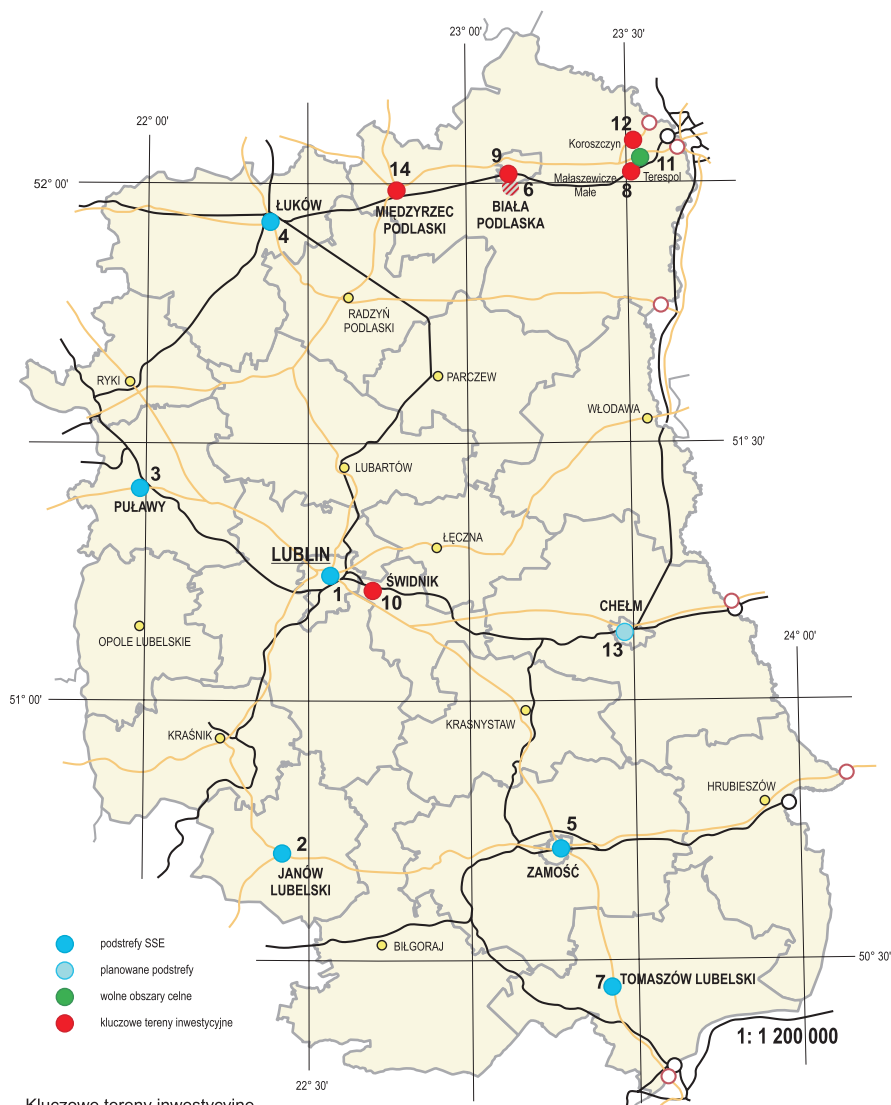 23° 00'
23° 30'
22° 00'
12
Koroszczyn
9
14
11
52° 00'
Małaszewicze
Małe
Terespol
8
6
ŁUKÓW
4
MIĘDZYRZEC
PODLASKI
BIAŁA
PODLASKA
RADZYŃ
PODLASKI
RYKI
PARCZEW
WŁODAWA
51° 30'
LUBARTÓW
3
PUŁAWY
ŁĘCZNA
LUBLIN
ŚWIDNIK
1
10
CHEŁM
13
OPOLE LUBELSKIE
24° 00'
51° 00'
KRAŚNIK
KRASNYSTAW
HRUBIESZÓW
5
2
JANÓW
LUBELSKI
ZAMOŚĆ
BIŁGORAJ
50° 30'
7
TOMASZÓW LUBELSKI
podstrefy SSE
planowane podstrefy
wolne obszary celne
kluczowe tereny inwestycyjne
1: 1 200 000
22° 30'
Kluczowe tereny inwestycyjne